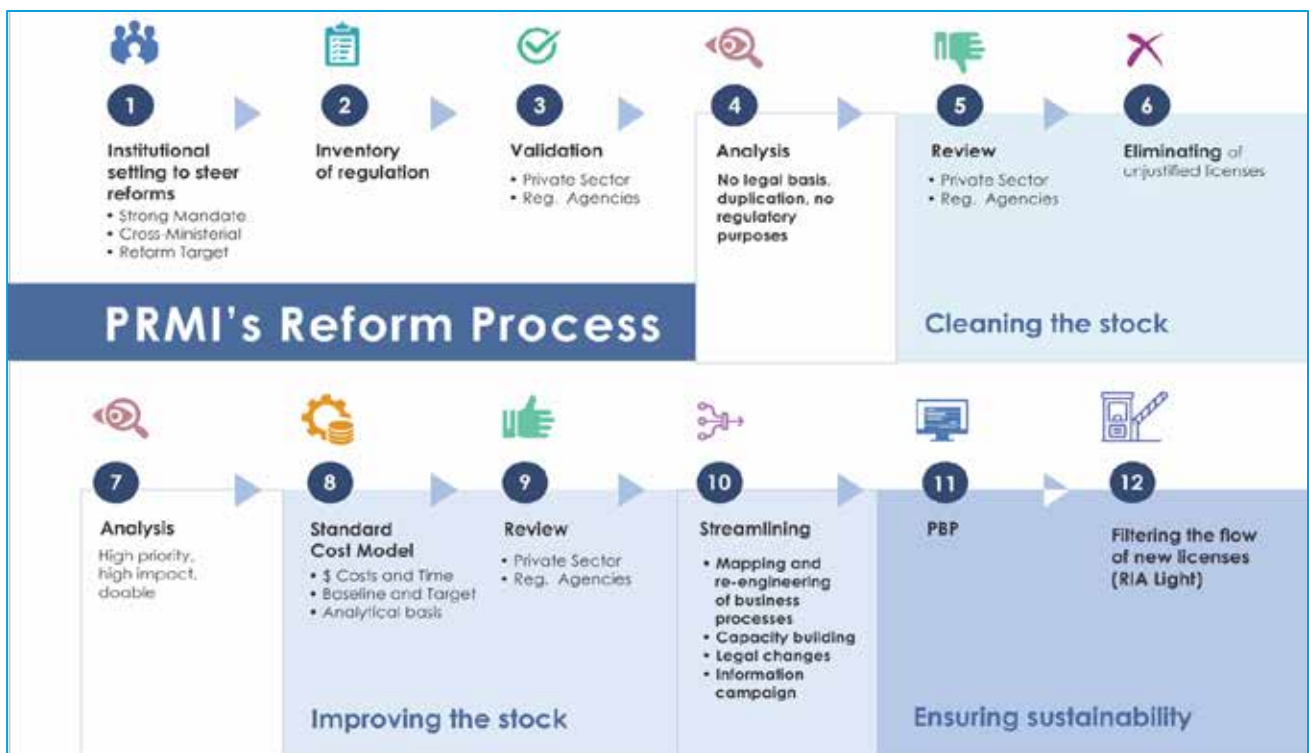 1
Institutional
setting to steer
reforms
• Strong Mandate
• Cross-Ministerial
• Reform Target
2
Inventory
of regulation
3
Validation
• Private Sector
• Reg. Agencies
4
Analysis
No legal basis,
duplication, no
regulatory
purposes
5
Review
• Private Sector
• Reg. Agencies
6
Eliminating of
unjustified licenses
PRMI's Reform Process
Cleaning the stock
7
Analysis
High priority,
high impact,
doable
8
Standard
Cost Model
• $ Costs and Time
• Baseline and Target
• Analytical basis
9
Review
• Private Sector
• Reg. Agencies
10
Streamlining
• Mapping and
re-engineering
of business
processes
• Capacity building
• Legal changes
• Information
campaign
11
PBP
12
Filtering the flow
of new licenses
(RIA Light)
Improving the stock
Ensuring sustainability